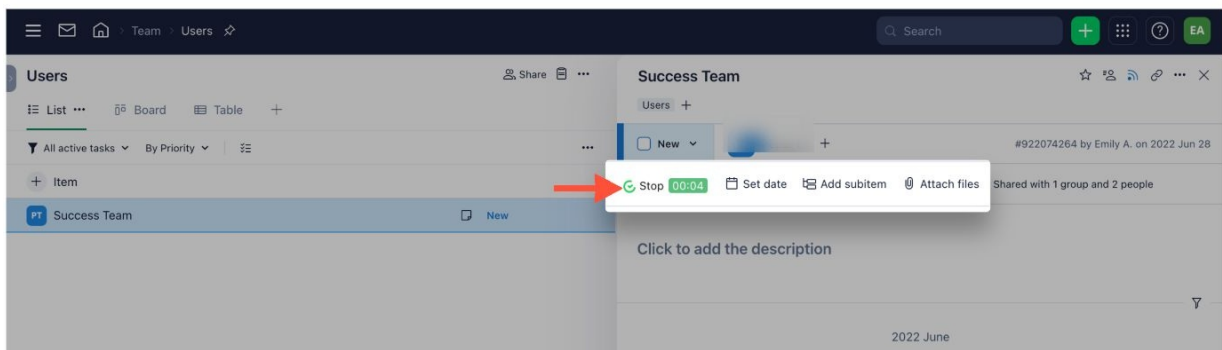 Team > Users
Search
EA
Users
Share
List
Board
Table
All active tasks
By Priority
Item
PT Success Team
New
Success Team
Users
New
#922074264 by Emily A. on 2022 Jun 28
Stop 00:04
Set date
Add subitem
Attach files
Shared with 1 group and 2 people
Click to add the description
2022 June